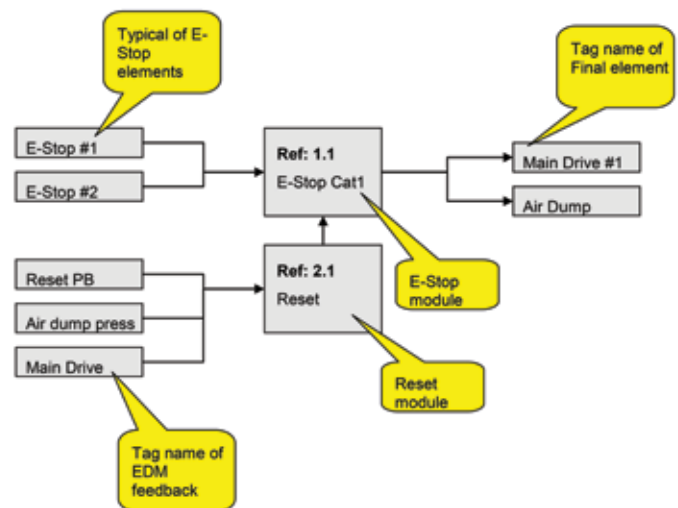 Typical of E-
Stop
elements
Tag name of
Final element
E-Stop #1
E-Stop #2
Ref: 1.1
E-Stop Cat1
Main Drive #1
Air Dump
Reset PB
Air dump press
Main Drive
Ref: 2.1
Reset
E-Stop
module
Reset
module
Tag name of
EDM
feedback